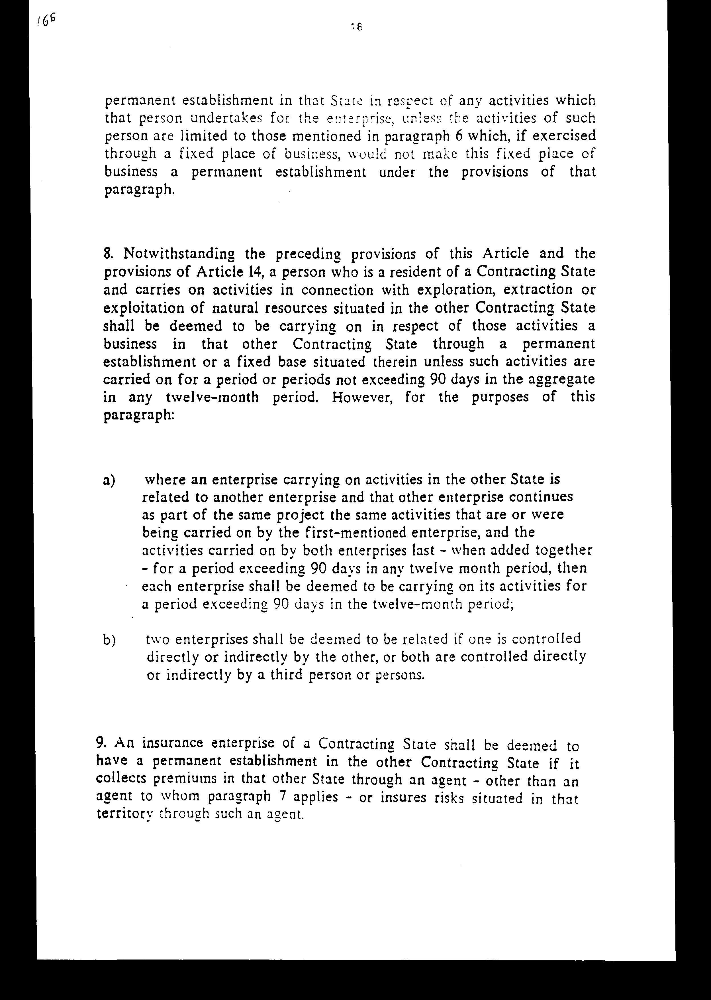 166
18
permanent establishment in that State in respect of any activities which
that person undertakes for the enterprise, unless the activities of such
person are limited to those mentioned in paragraph 6 which, if exercised
through a fixed place of business, would not make this fixed place of
business a permanent establishment under the provisions of that
paragraph.
8. Notwithstanding the preceding provisions of this Article and the
provisions of Article 14, a person who is a resident of a Contracting State
and carries on activities in connection with exploration, extraction or
exploitation of natural resources situated in the other Contracting State
shall be deemed to be carrying on in respect of those activities a
business in that other Contracting State through a permanent
establishment or a fixed base situated therein unless such activities are
carried on for a period or periods not exceeding 90 days in the aggregate
in any twelve-month period. However, for the purposes of this
paragraph:
a) where an enterprise carrying on activities in the other State is
related to another enterprise and that other enterprise continues
as part of the same project the same activities that are or were
being carried on by the first-mentioned enterprise, and the
activities carried on by both enterprises last - when added together
- for a period exceeding 90 days in any twelve month period, then
each enterprise shall be deemed to be carrying on its activities for
a period exceeding 90 days in the twelve-month period;
b) two enterprises shall be deemed to be related if one is controlled
directly or indirectly by the other, or both are controlled directly
or indirectly by a third person or persons.
9. An insurance enterprise of a Contracting State shall be deemed to
have a permanent establishment in the other Contracting State if it
collects premiums in that other State through an agent - other than an
agent to whom paragraph 7 applies - or insures risks situated in that
territory through such an agent.